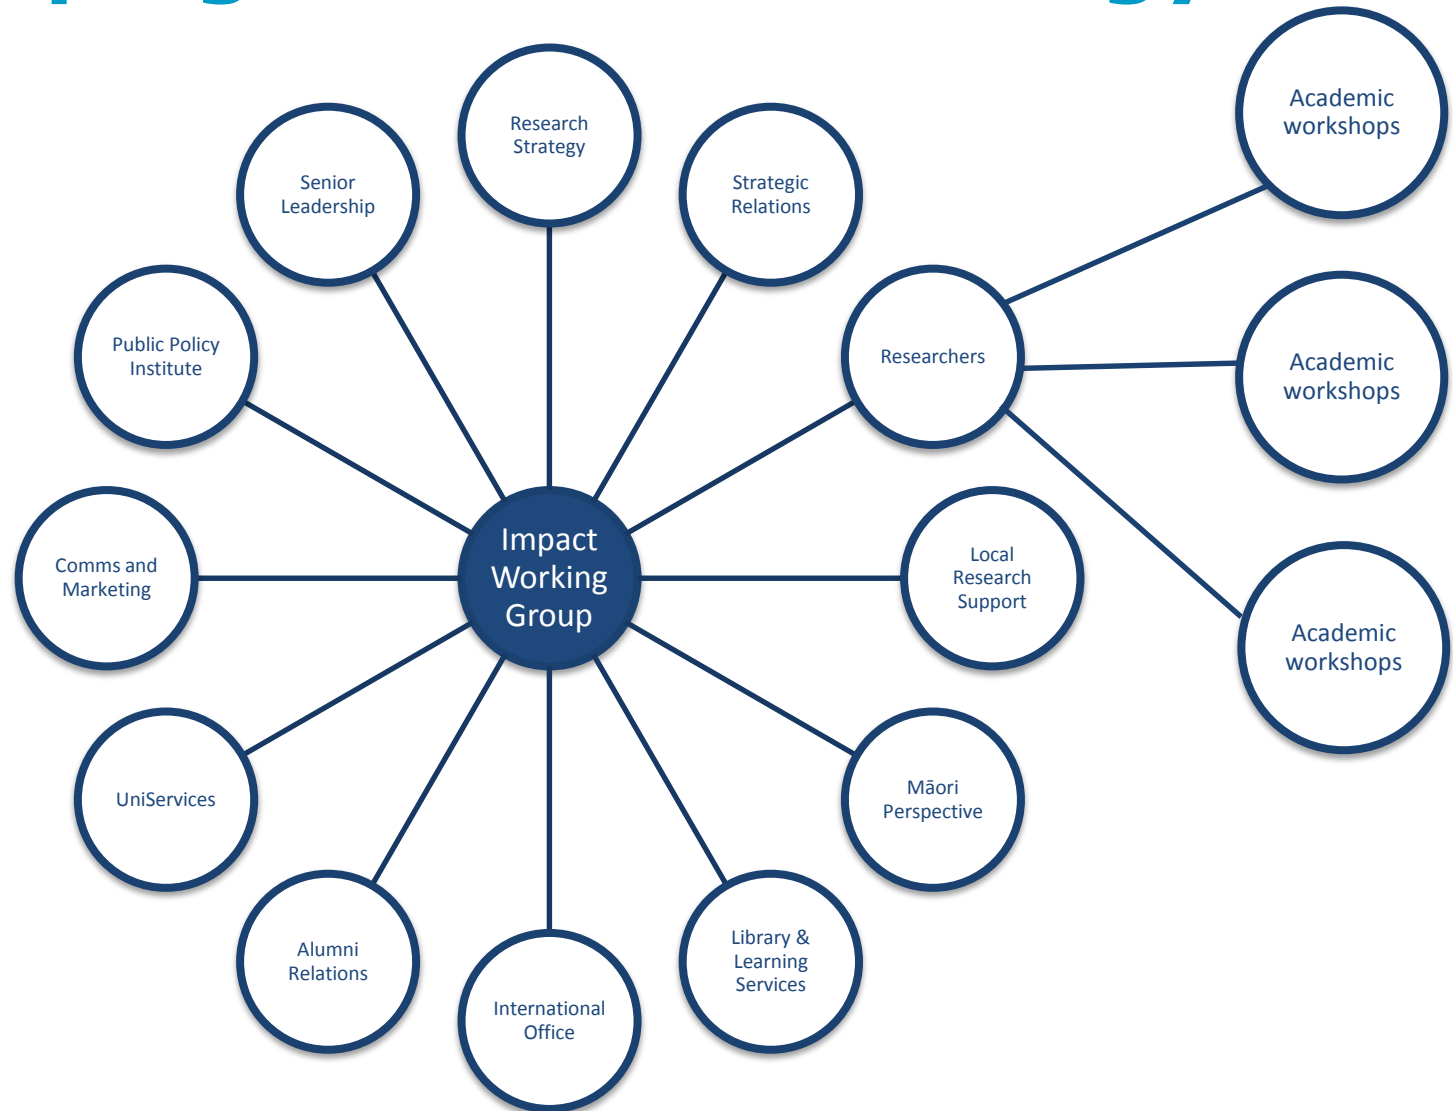 Research
Strategy
Senior
Leadership
Strategic
Relations
Academic
workshops
Public Policy
Institute
Researchers
Academic
workshops
Comms and
Marketing
Impact
Working
Group
Local
Research
Support
Academic
workshops
UniServices
Māori
Perspective
Alumni
Relations
International
Office
Library &
Learning
Services